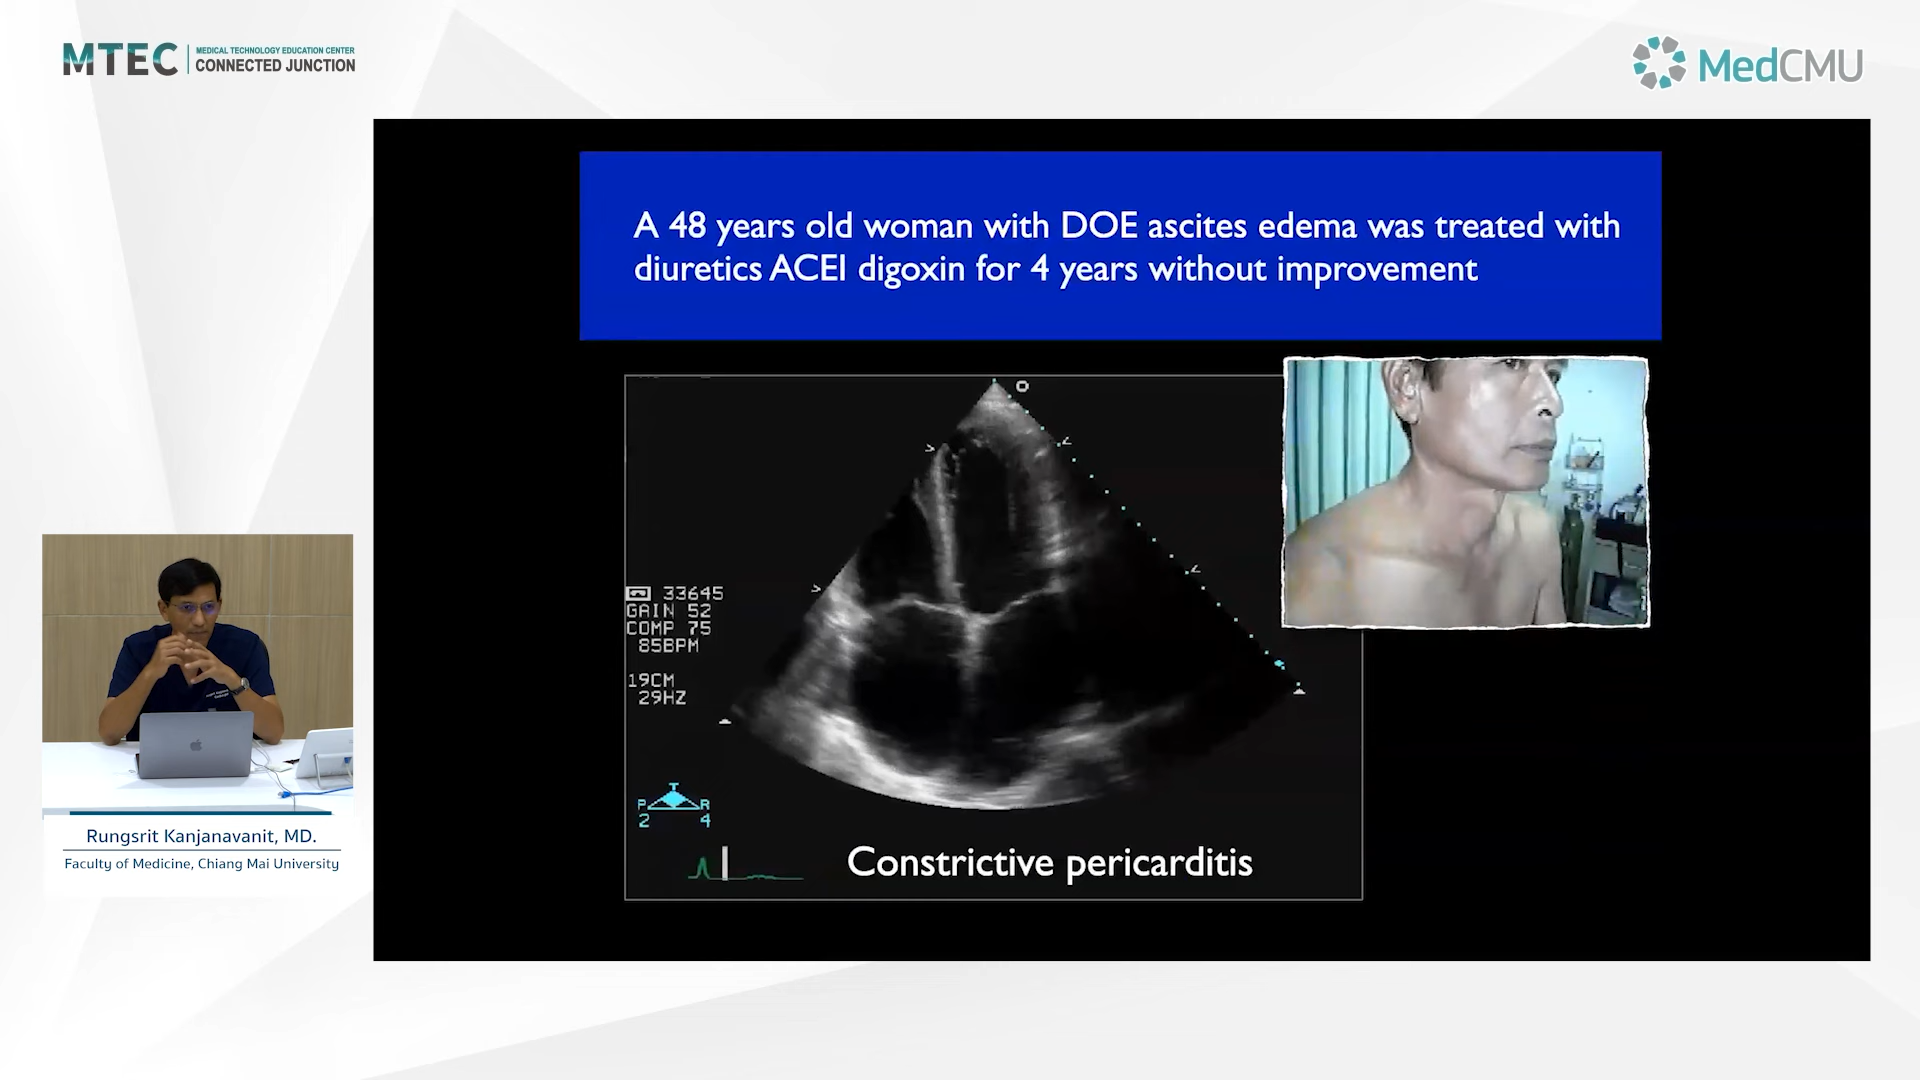 MTEC
MEDICAL TECHNOLOGY EDUCATION CENTER
CONNECTED JUNCTION
MedCMU
A 48 years old woman with DOE ascites edema was treated with
diuretics ACEI digoxin for 4 years without improvement
33645
GAIN 52
COMP 75
85BPM
19CM
29HZ
T
P R
2 4
Constrictive pericarditis
Rungsrit Kanjanavanit, MD.
Faculty of Medicine, Chiang Mai University